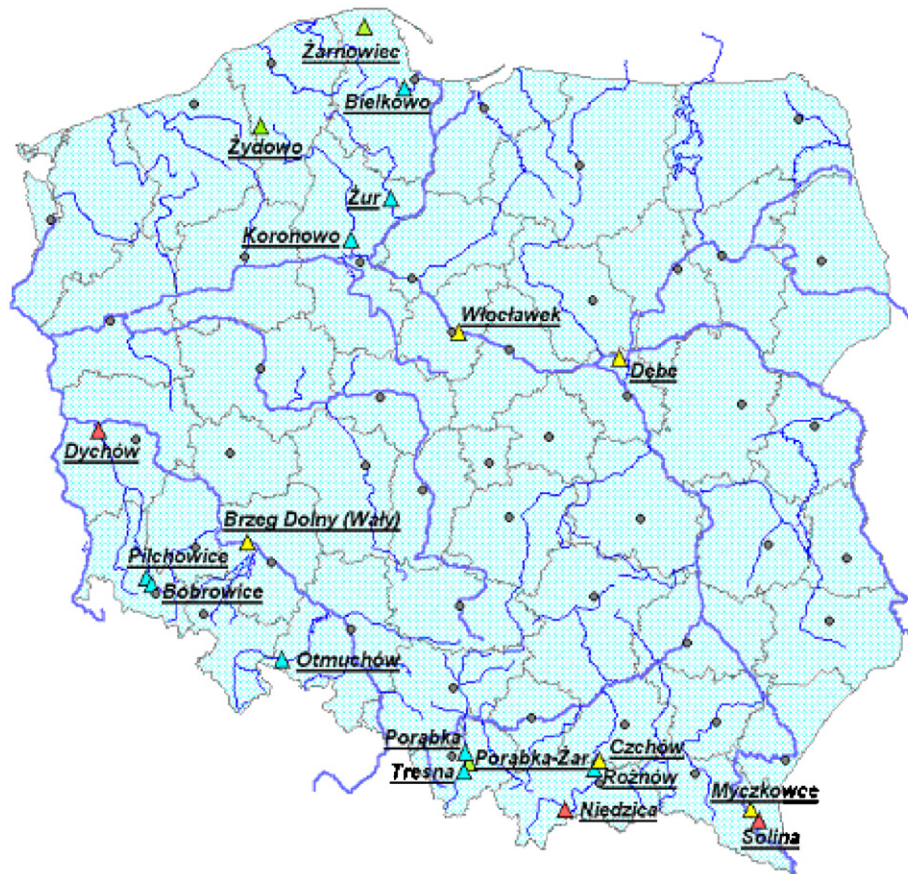 Żarnowiec
Bielkowo
Żydowo
Żur
Koronowo
Włocławek
Dębe
Dychów
Brzeg Dolny (Wały)
Pilchowice
Bobrowice
Otmuchów
Porąbka
Czchów
Porąbka-Żar
Tresna
Rożnów
Myczkowce
Niedzica
Solina